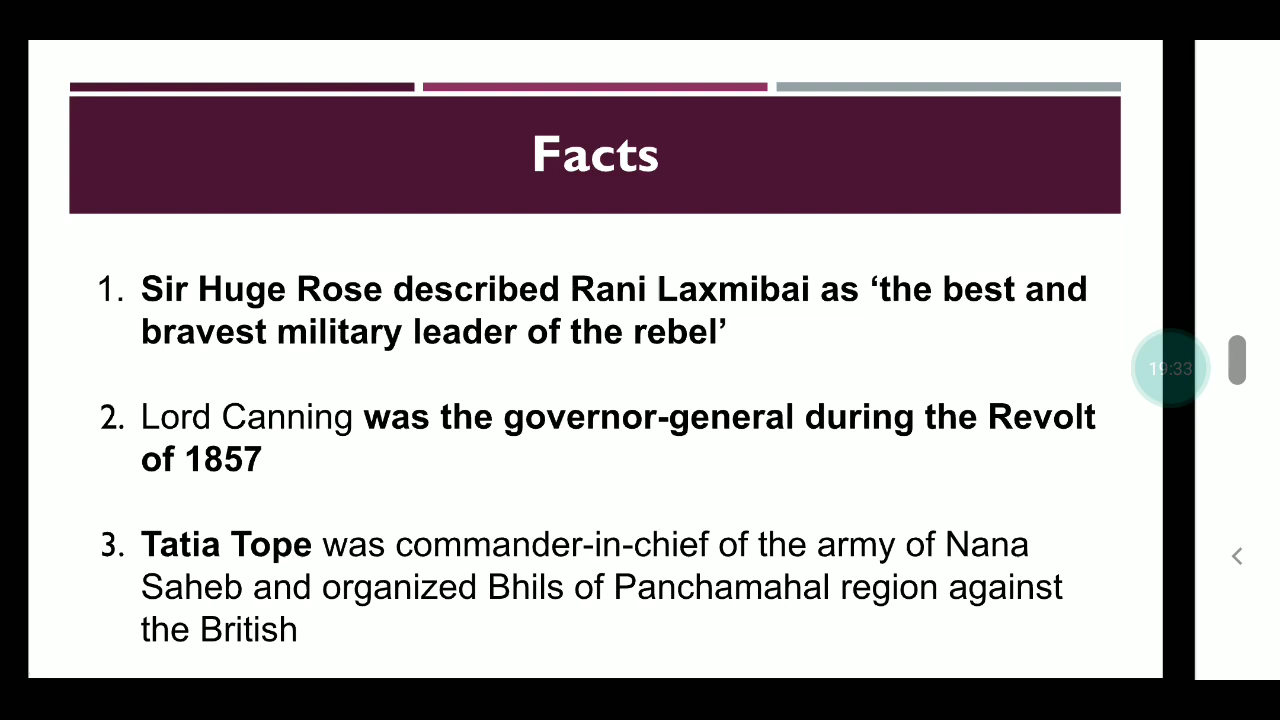 Facts
1. Sir Huge Rose described Rani Laxmibai as ‘the best and
bravest military leader of the rebel’
2. Lord Canning was the governor-general during the Revolt
of 1857
3. Tatia Tope was commander-in-chief of the army of Nana
Saheb and organized Bhils of Panchamahal region against
the British
19:33